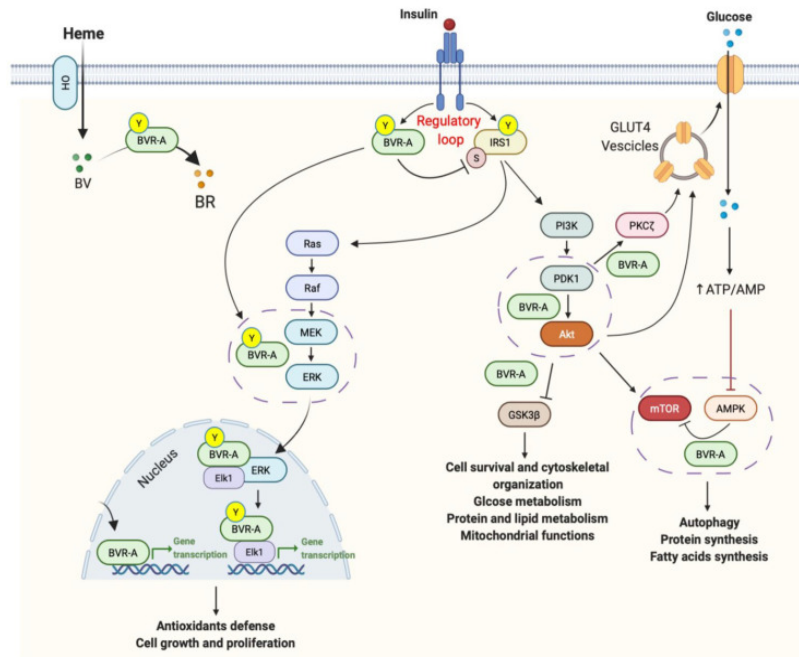 Insulin
Glucose
Heme
HO
Y
BVR-A
BV
BR
Y
BVR-A
Regulatory
loop
Y
IRS1
S
GLUT4
Vescicles
Ras
Raf
MEK
ERK
Y
BVR-A
PI3K
PKCζ
PDK1
BVR-A
BVR-A
Akt
↑ATP/AMP
BVR-A
GSK3β
mTOR
AMPK
BVR-A
Cell survival and cytoskeletal
organization
Glcose metabolism
Protein and lipid metabolism
Mitochondrial functions
Autophagy
Protein synthesis
Fatty acids synthesis
Nucleus
Y
BVR-A
ERK
Elk1
Y
BVR-A
Elk1
Gene
transcription
BVR-A
Gene
transcription
Antioxidants defense
Cell growth and proliferation